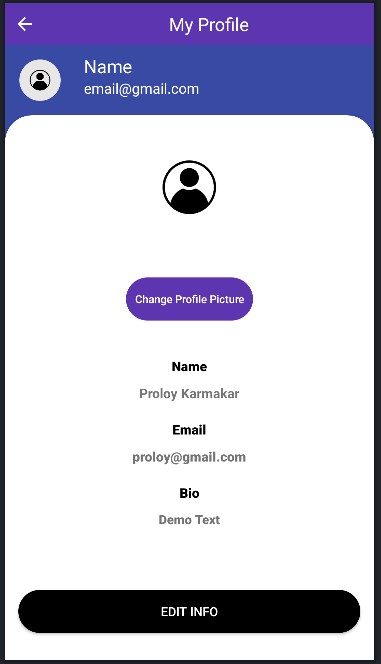 My Profile
Name
email@gmail.com
Change Profile Picture
Name
Proloy Karmakar
Email
proloy@gmail.com
Bio
Demo Text
EDIT INFO